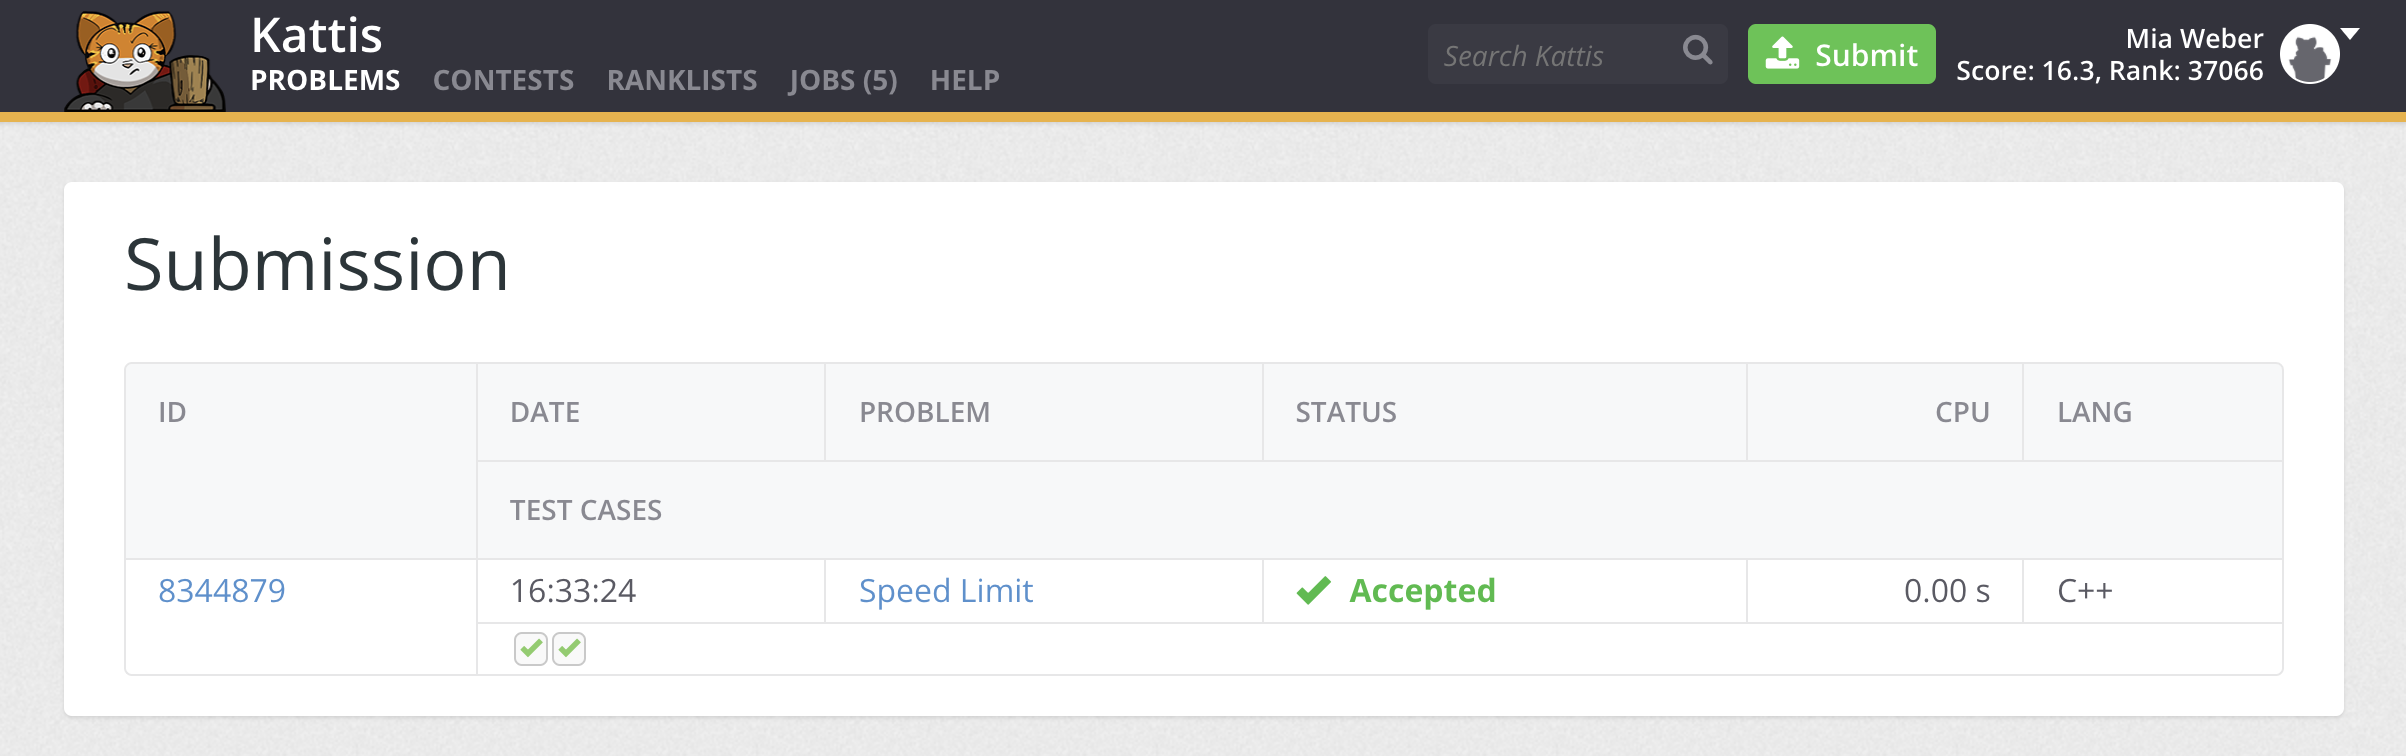 Kattis
PROBLEMS CONTESTS RANKLISTS JOBS (5) HELP
Search Kattis
Submit
Mia Weber
Score: 16.3, Rank: 37066
Submission
ID DATE PROBLEM STATUS CPU LANG
TEST CASES
8344879 16:33:24 Speed Limit Accepted 0.00 s C++